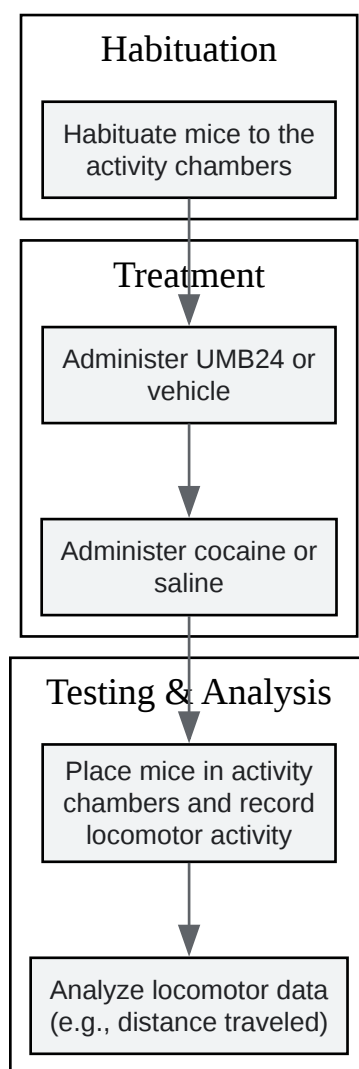 Habituation
Habituate mice to the
activity chambers
Treatment
Administer UMB24 or
vehicle
Administer cocaine or
saline
Testing & Analysis
Place mice in activity
chambers and record
locomotor activity
Analyze locomotor data
(e.g., distance traveled)